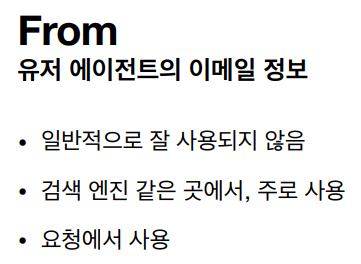 From
유저 에이전트의 이메일 정보
• 일반적으로 잘 사용되지 않음
• 검색 엔진 같은 곳에서, 주로 사용
• 요청에서 사용